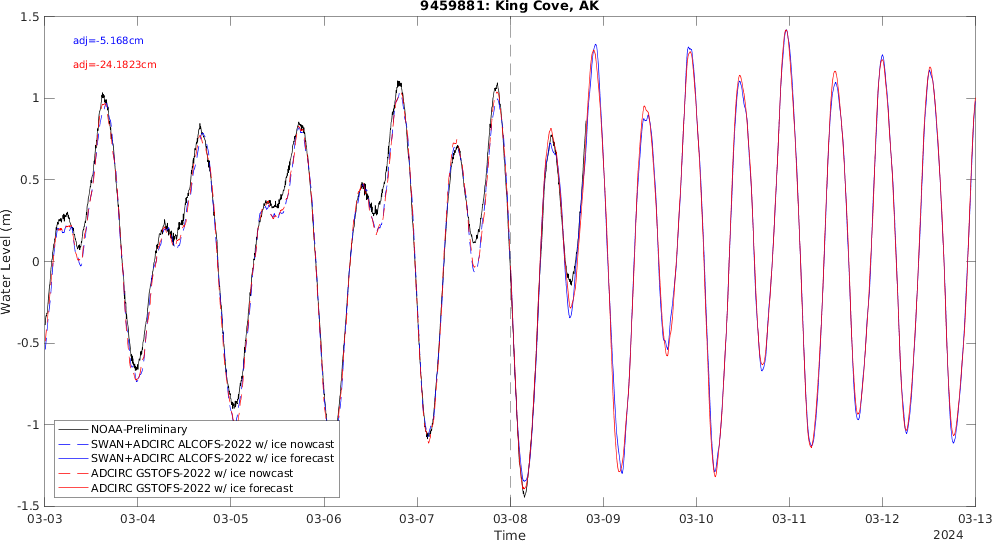 9459881: King Cove, AK
1.5
1
0.5
0
-0.5
-1
-1.5
Water Level (m)
adj=-5.168cm
adj=-24.1823cm
NOAA-Preliminary
SWAN+ADCIRC ALCOFS-2022 w/ ice nowcast
SWAN+ADCIRC ALCOFS-2022 w/ ice forecast
ADCIRC GSTOFS-2022 w/ ice nowcast
ADCIRC GSTOFS-2022 w/ ice forecast
03-03 03-04 03-05 03-06 03-07 03-08 03-09 03-10 03-11 03-12 03-13
Time
2024